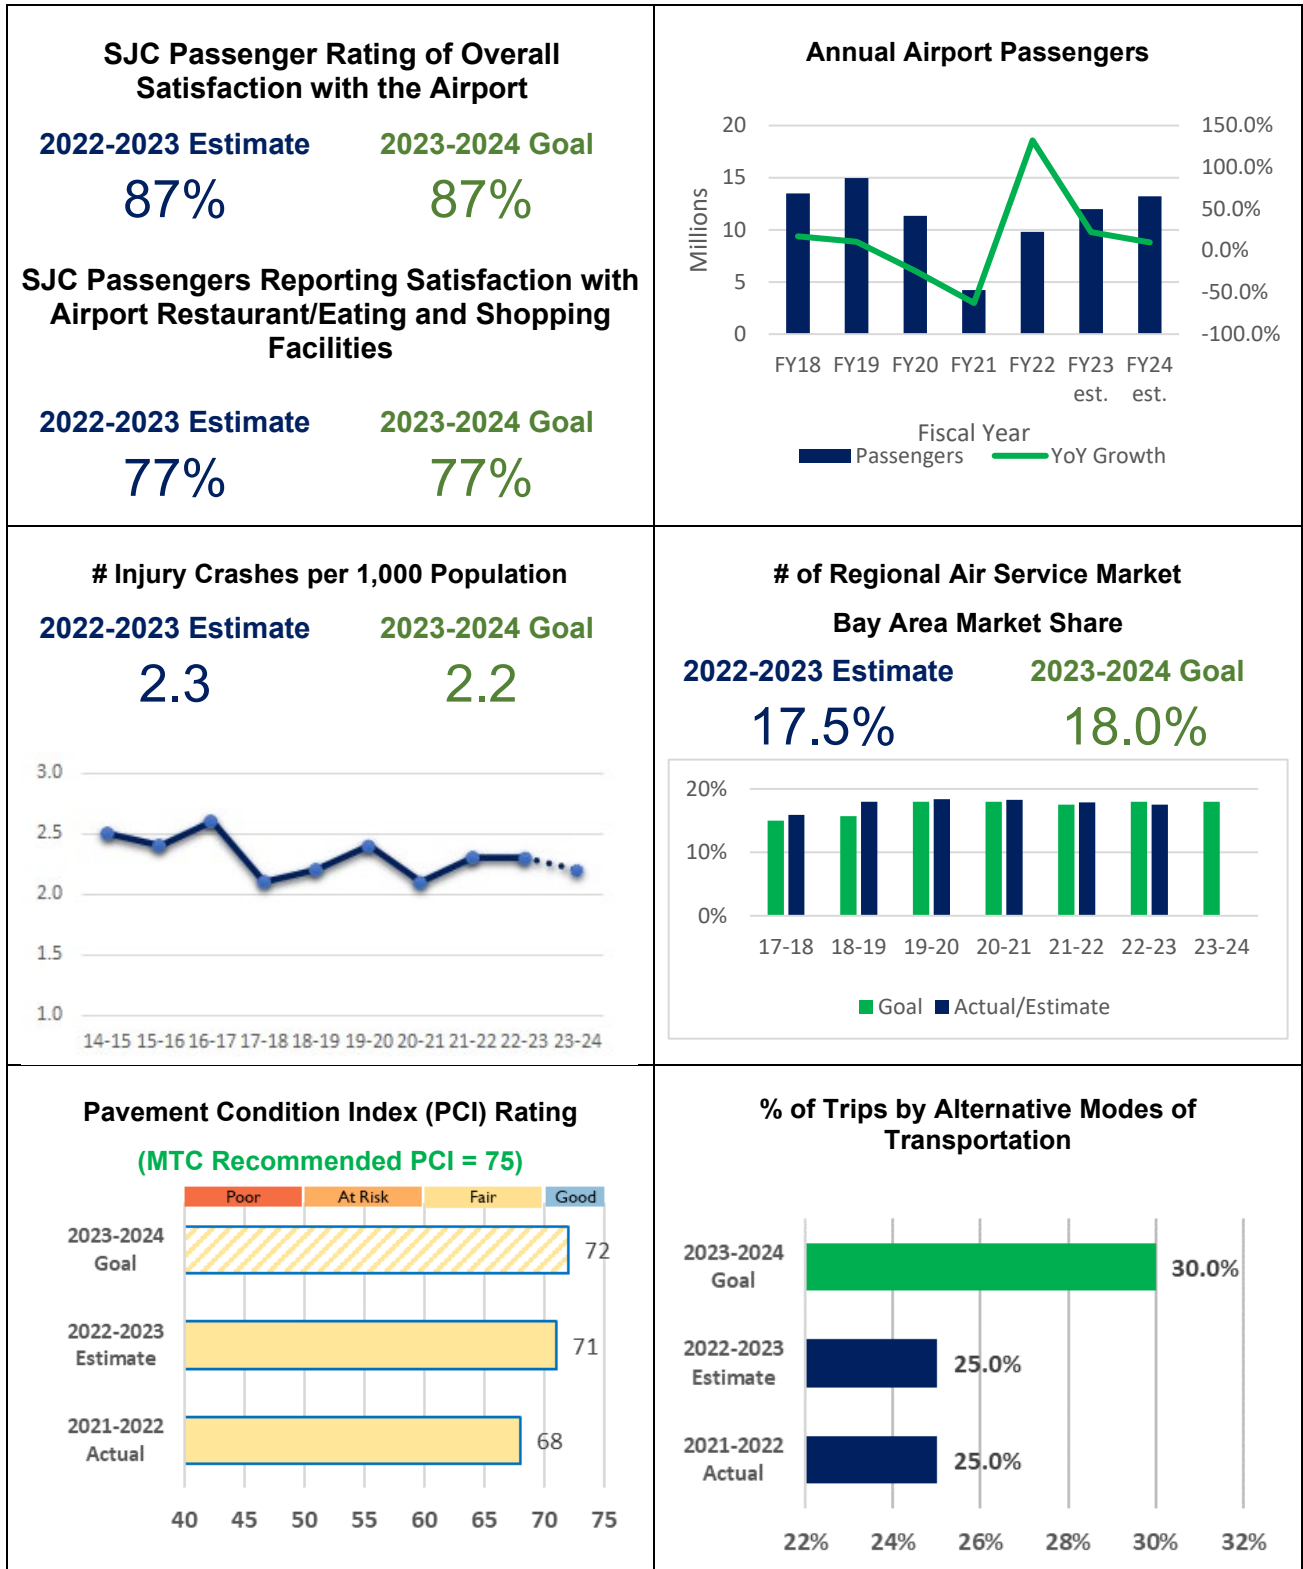 SJC Passenger Rating of Overall
Satisfaction with the Airport
2022-2023 Estimate 2023-2024 Goal
87% 87%
SJC Passengers Reporting Satisfaction with
Airport Restaurant/Eating and Shopping
Facilities
2022-2023 Estimate 2023-2024 Goal
77% 77%
Annual Airport Passengers
20 150.0%
15 100.0%
10 50.0%
5 0.0%
0 -50.0%
-100.0%
Millions
FY18 FY19 FY20 FY21 FY22 FY23 FY24
est. est.
Fiscal Year
Passengers YoY Growth
# Injury Crashes per 1,000 Population
2022-2023 Estimate 2023-2024 Goal
2.3 2.2
3.0
2.5
2.0
1.5
1.0
14-15 15-16 16-17 17-18 18-19 19-20 20-21 21-22 22-23 23-24
# of Regional Air Service Market
Bay Area Market Share
2022-2023 Estimate 2023-2024 Goal
17.5% 18.0%
20%
10%
0%
17-18 18-19 19-20 20-21 21-22 22-23 23-24
Goal Actual/Estimate
Pavement Condition Index (PCI) Rating
(MTC Recommended PCI = 75)
Poor At Risk Fair Good
2023-2024
Goal
72
2022-2023
Estimate
71
2021-2022
Actual
68
40 45 50 55 60 65 70 75
% of Trips by Alternative Modes of
Transportation
2023-2024
Goal
30.0%
2022-2023
Estimate
25.0%
2021-2022
Actual
25.0%
22% 24% 26% 28% 30% 32%